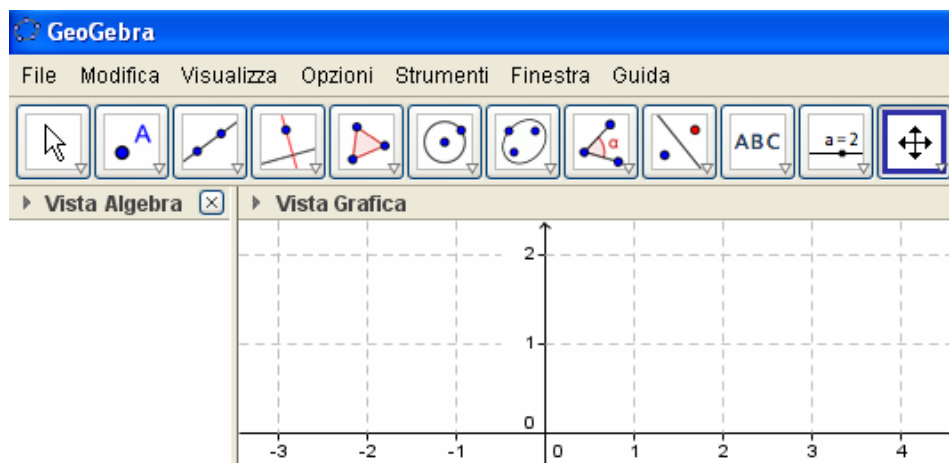 GeoGebra
File Modifica Visualizza Opzioni Strumenti Finestra Guida
A α ABC a=2
Vista Algebra Vista Grafica
2
1
0
-3 -2 -1 0 1 2 3 4